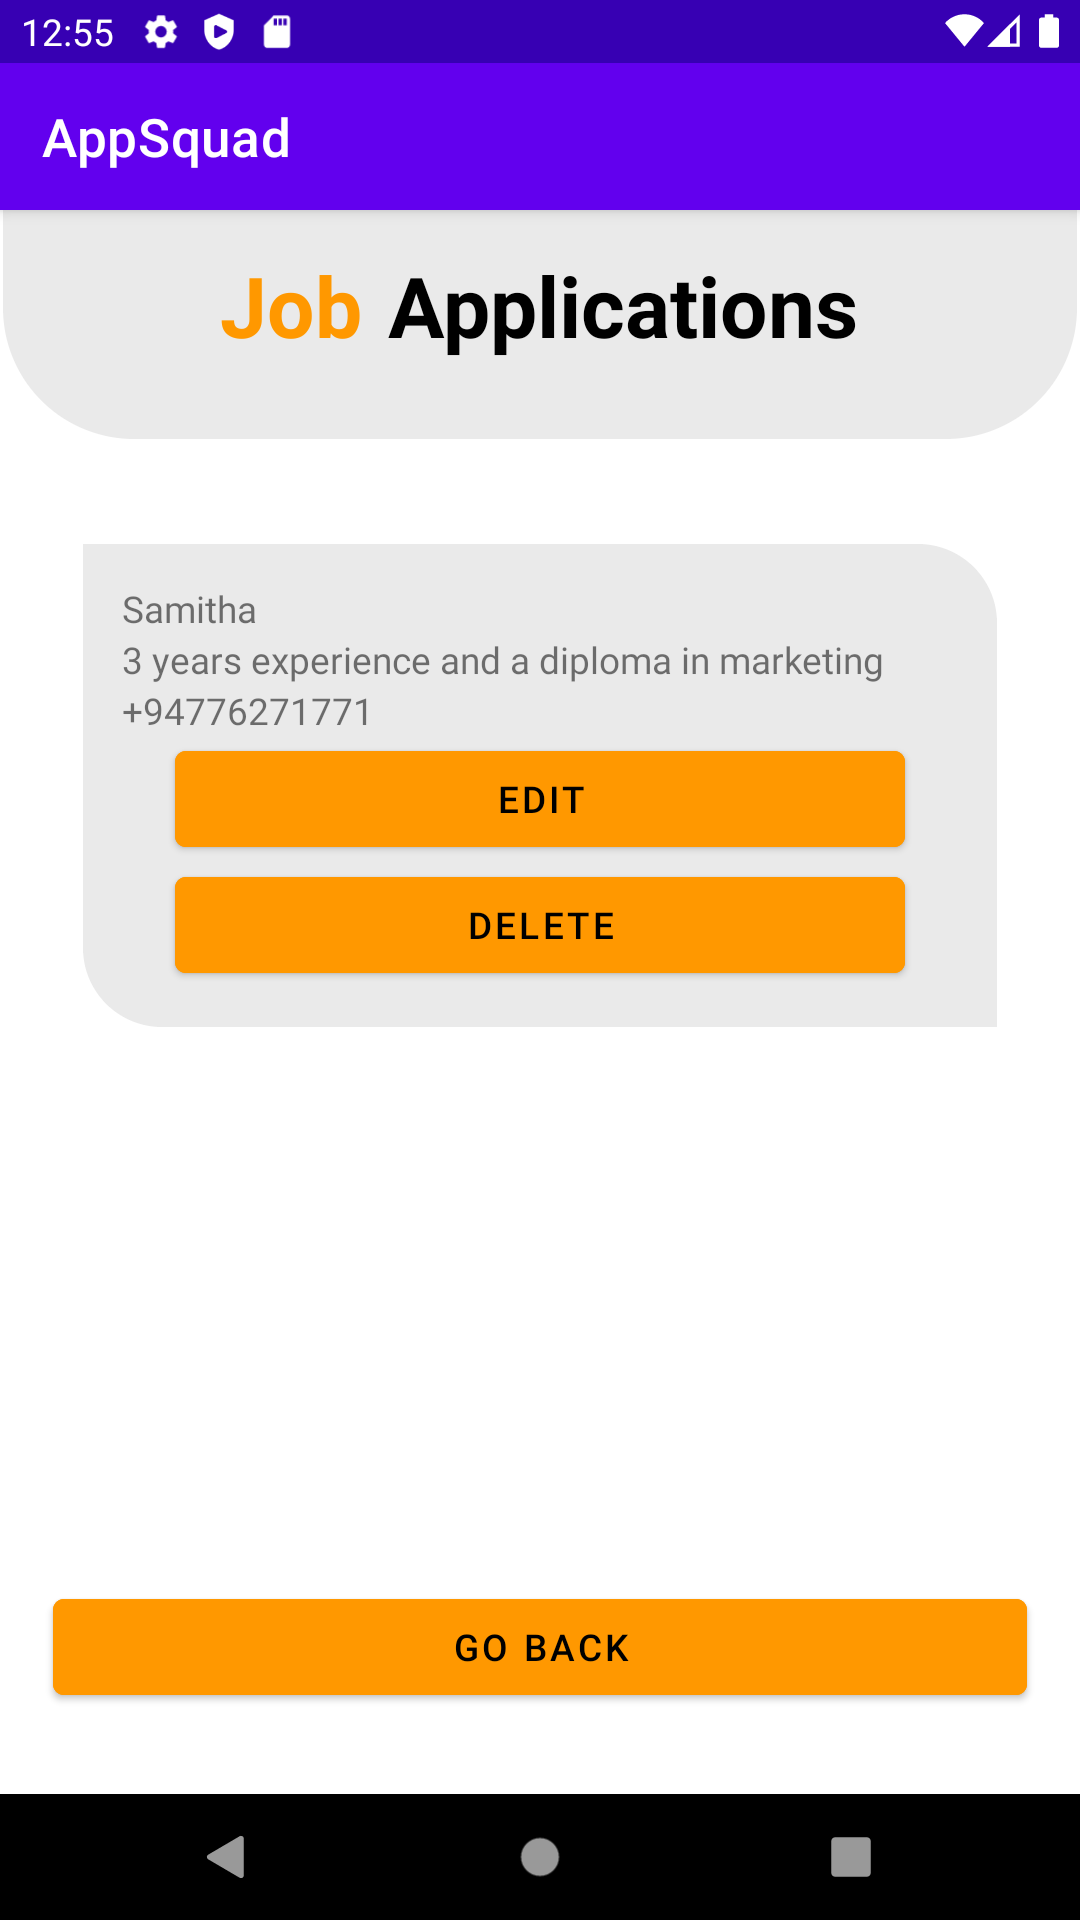 12:55
AppSquad
Job Applications
Samitha
3 years experience and a diploma in marketing
+94776271771
EDIT
DELETE
GO BACK